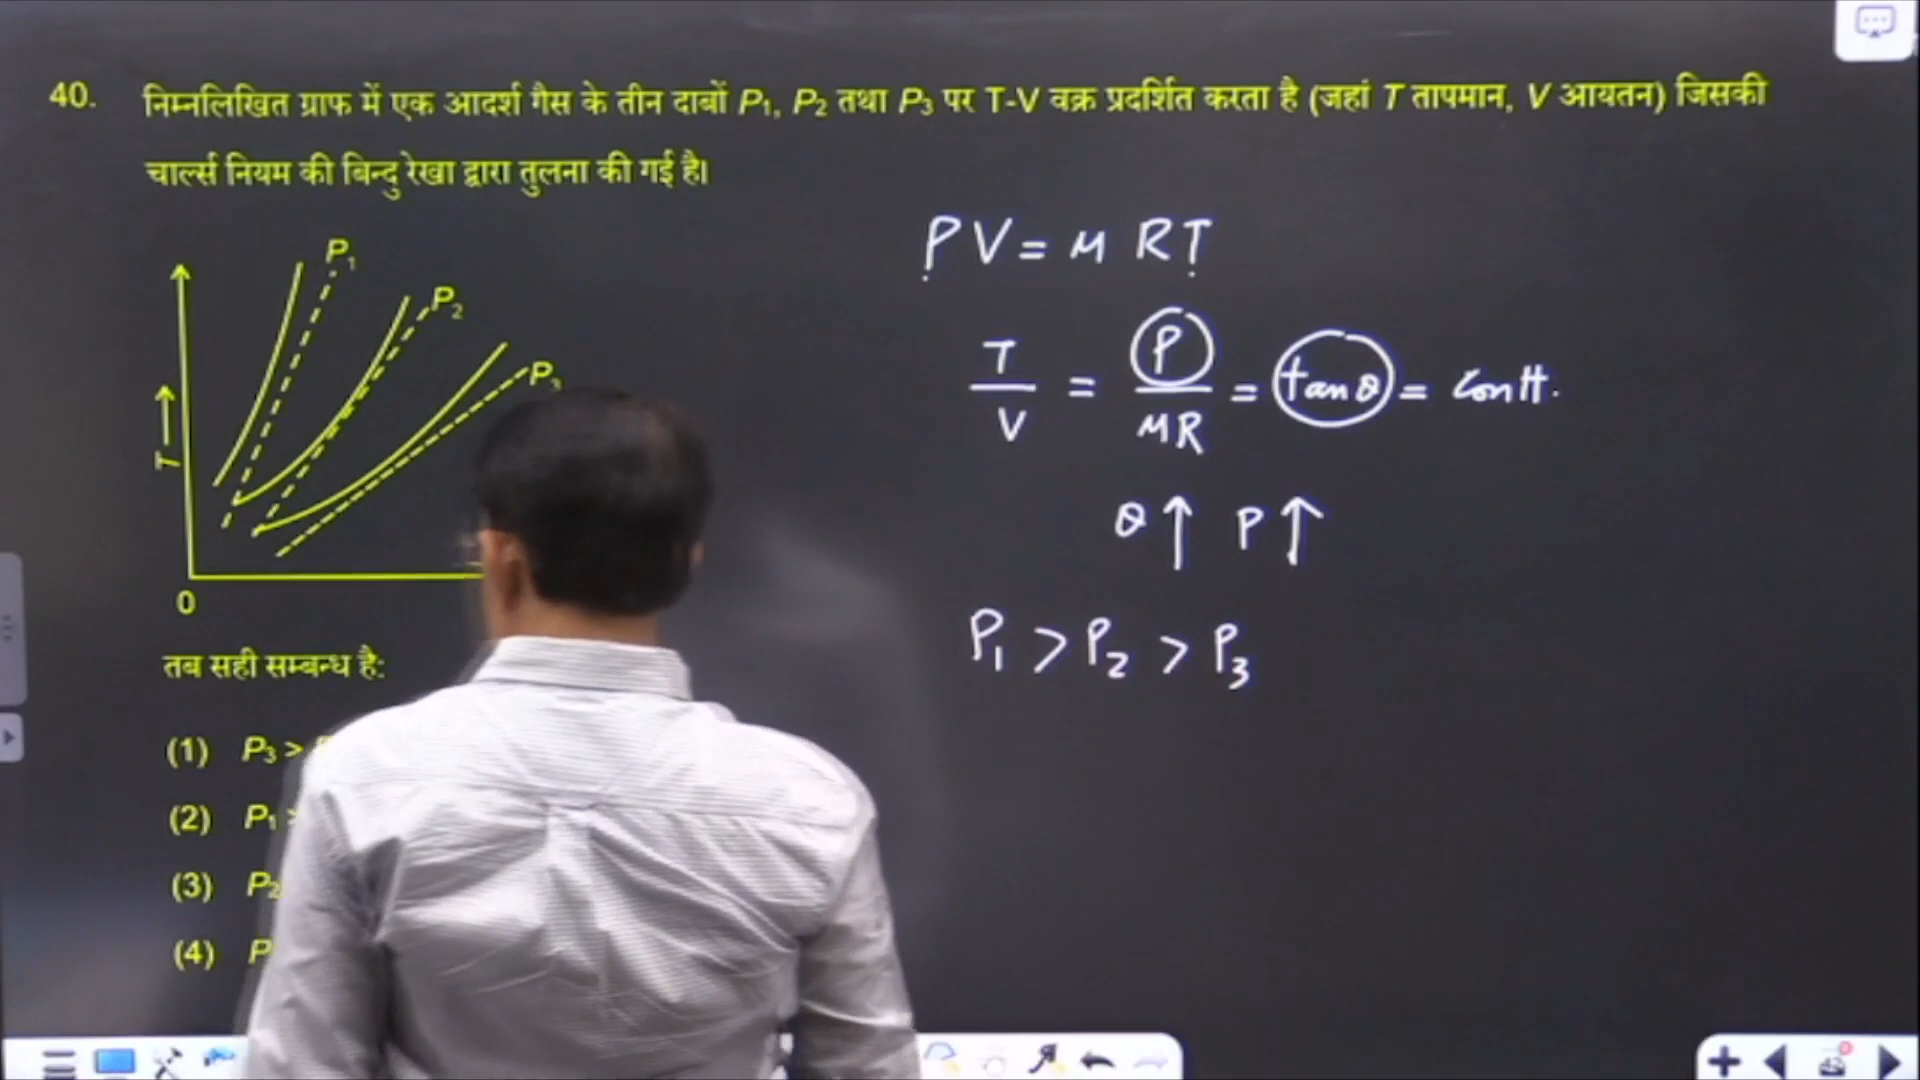 40. निम्नलिखित ग्राफ में एक आदर्श गैस के तीन दाबों P₁, P₂ तथा P₃ पर T-V वक्र प्रदर्शित करता है (जहां T तापमान, V आयतन) जिसकी
चार्ल्स नियम की बिन्दु रेखा द्वारा तुलना की गई है।
P₁
P₂
P₃
T
0
PV = μRT
T/V = P/μR = tanθ = constt.
θ↑ P↑
P₁ > P₂ > P₃
तब सही सम्बन्ध है:
(1) P₃ >
(2) P₁ >
(3) P₂
(4) P